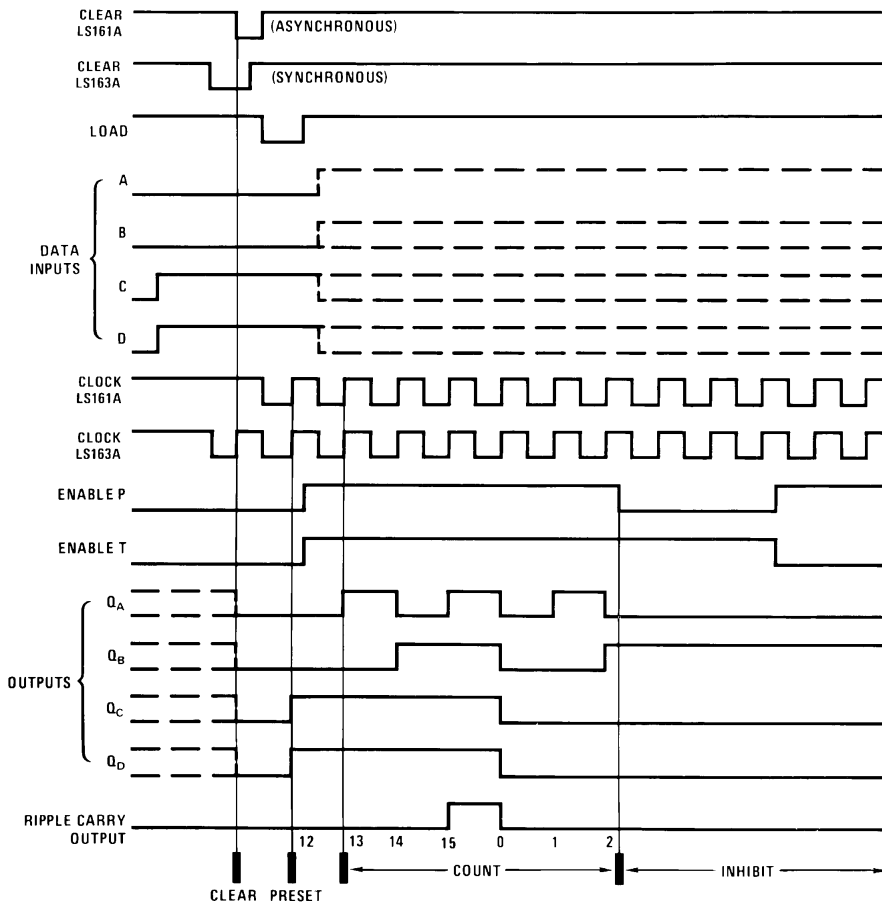 CLEAR
LS161A
(ASYNCHRONOUS)
CLEAR
LS163A
(SYNCHRONOUS)
LOAD
A
B
DATA
INPUTS
C
D
CLOCK
LS161A
CLOCK
LS163A
ENABLE P
ENABLE T
QA
QB
OUTPUTS
QC
QD
RIPPLE CARRY
OUTPUT
12 13 14 15 0 1 2
COUNT
INHIBIT
CLEAR PRESET